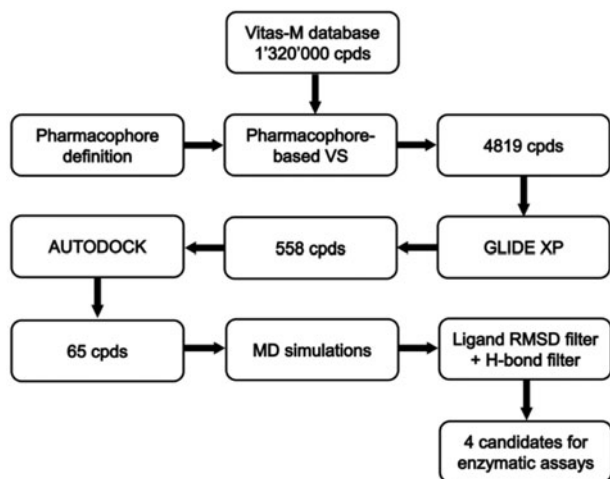 Vitas-M database
1'320'000 cpds
Pharmacophore
definition
Pharmacophore-
based VS
4819 cpds
GLIDE XP
558 cpds
AUTODOCK
65 cpds
MD simulations
Ligand RMSD filter
+ H-bond filter
4 candidates for
enzymatic assays